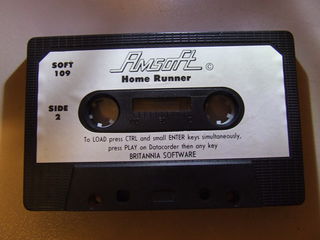 SOFT
109
Amsoft ©
Home Runner
SIDE
2
To LOAD press CTRL and small ENTER keys simultaneously,
press PLAY on Datacorder then any key
BRITANNIA SOFTWARE